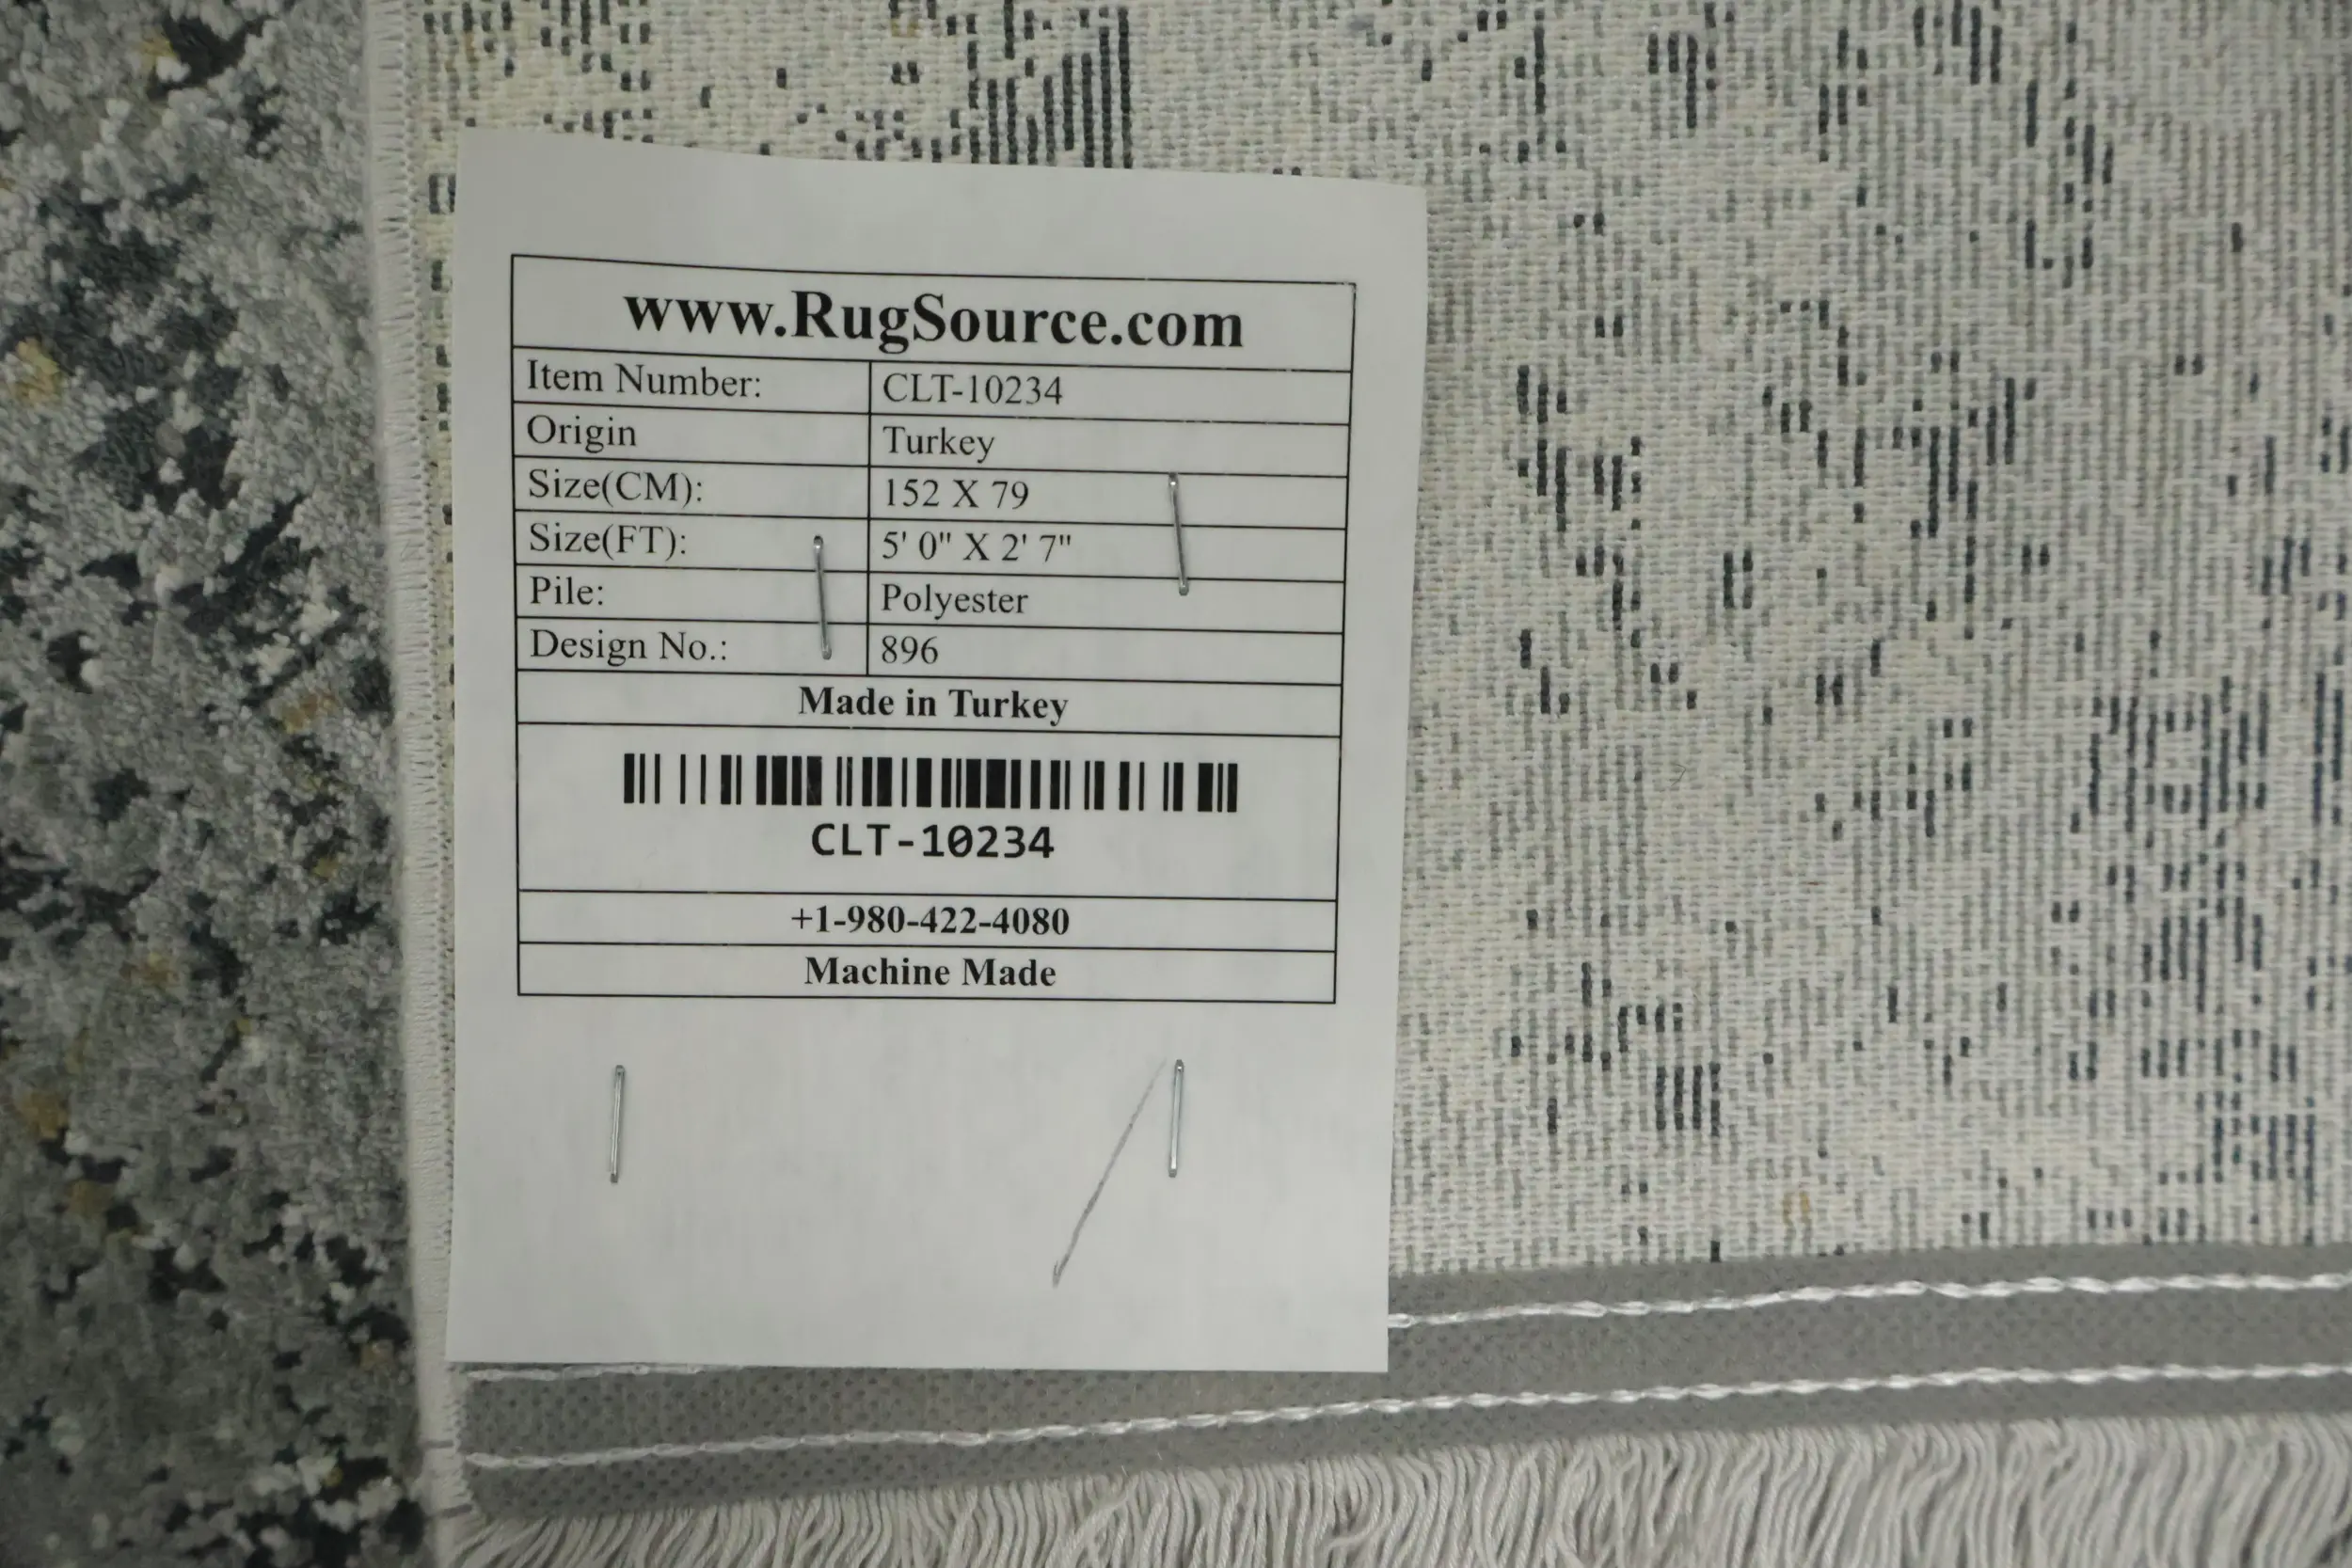 www.RugSource.com
Item Number: CLT-10234
Origin Turkey
Size(CM): 152 X 79
Size(FT): 5' 0" X 2' 7"
Pile: Polyester
Design No.: 896
Made in Turkey
CLT-10234
+1-980-422-4080
Machine Made